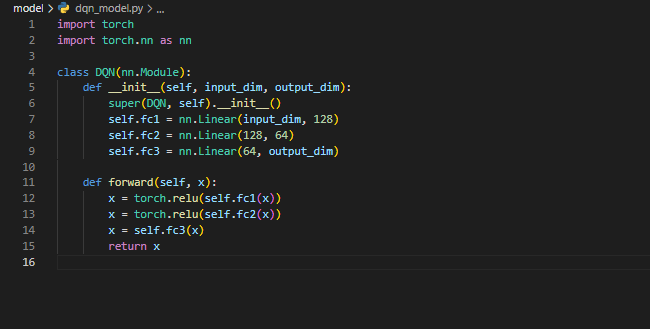 model > dqn_model.py > ...
1 import torch
2 import torch.nn as nn
3
4 class DQN(nn.Module):
5     def __init__(self, input_dim, output_dim):
6         super(DQN, self).__init__()
7         self.fc1 = nn.Linear(input_dim, 128)
8         self.fc2 = nn.Linear(128, 64)
9         self.fc3 = nn.Linear(64, output_dim)
10
11     def forward(self, x):
12         x = torch.relu(self.fc1(x))
13         x = torch.relu(self.fc2(x))
14         x = self.fc3(x)
15         return x
16